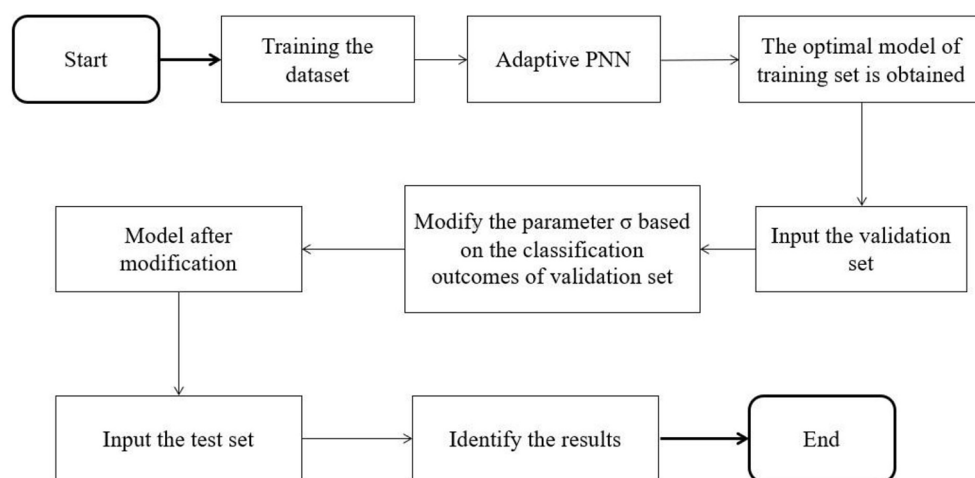 Start
Training the
dataset
Adaptive PNN
The optimal model of
training set is obtained
Input the validation
set
Modify the parameter σ based
on the classification
outcomes of validation set
Model after
modification
Input the test set
Identify the results
End